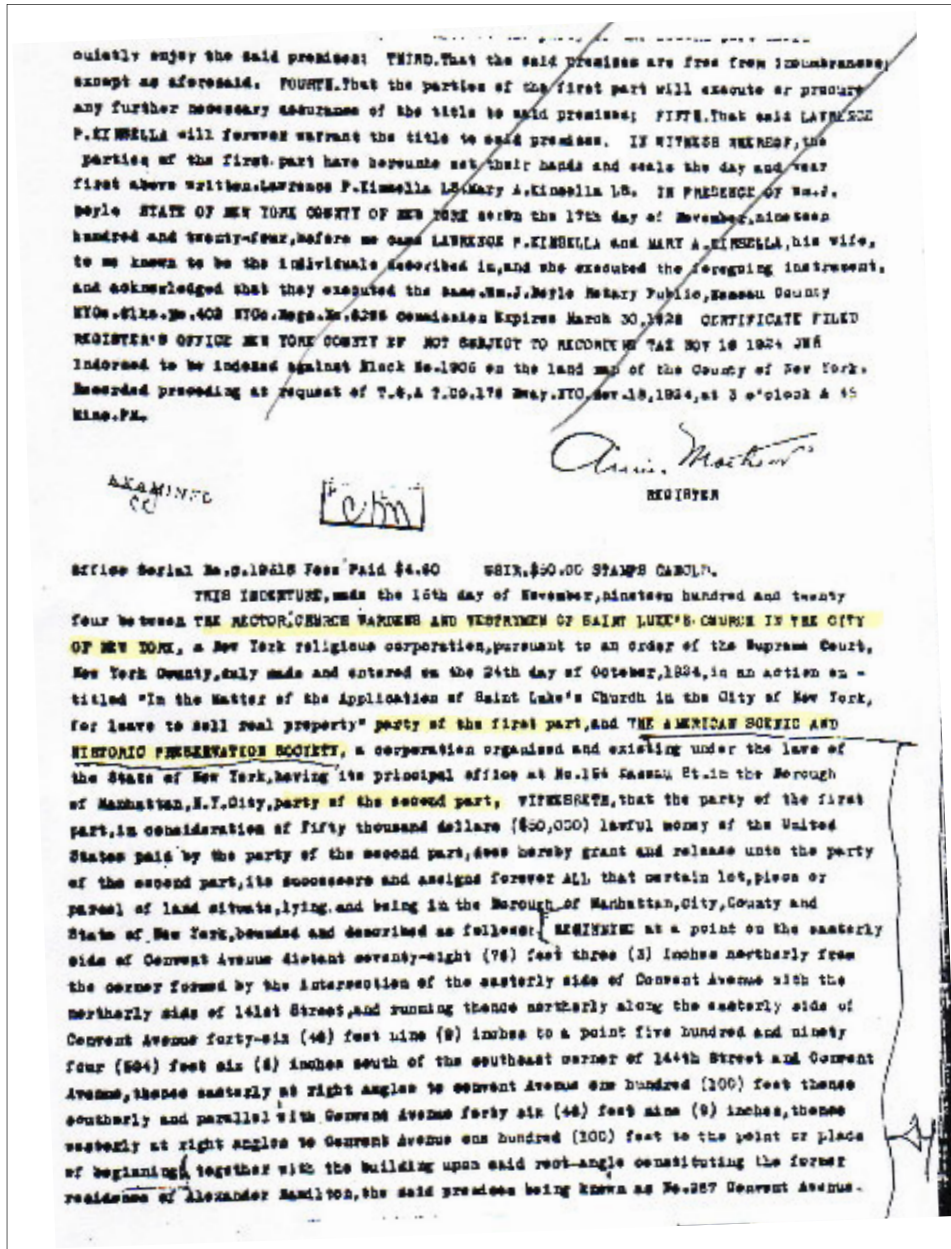 quietly enjoy the said premises; THIRD.That the said premises are free from incumbrances;
except as aforesaid. FOURTH.That the parties of the first part will execute or procure
any further necessary assurance of the title to said premises; FIFTH.That said LAWRENCE
P.KINSELLA will forever warrant the title to said premises. IN WITNESS WHEREOF,the
parties of the first part have hereunto set their hands and seals the day and year
first above written.Lawrence P.Kinsella LS.Mary A.Kinsella LS. IN PRESENCE OF Wm.J.
Doyle STATE OF NEW YORK COUNTY OF NEW YORK ss:On the 17th day of November,nineteen
hundred and twenty-four,before me came LAWRENCE P.KINSELLA and MARY A.KINSELLA,his wife,
to me known to be the individuals described in,and who executed the foregoing instrument,
and acknowledged that they executed the same.Wm.J.Doyle Notary Public,Nassau County
NYCo.Clks.No.403 NYCo.Regs.No. Commission Expires March 30,1926 CERTIFICATE FILED
REGISTER'S OFFICE NEW YORK COUNTY NOT SUBJECT TO RECORDING TAX NOV 18 1924
Indorsed to be indexed against Block No.1906 on the land map of the County of New York.
Recorded preceding at request of T.G.& T.CO.176 Bway.NYC.Nov.18,1924,at 3 o'clock & 45
Mins.PM.
REGISTER
EXAMINED
Office Serial No. Fees Paid $4.60 USIR.$50.00 STAMPS CANCLD.
THIS INDENTURE,made the 15th day of November,nineteen hundred and twenty
four between THE RECTOR,CHURCH WARDENS AND VESTRYMEN OF SAINT LUKE'S CHURCH IN THE CITY
OF NEW YORK, a New York religious corporation,pursuant to an order of the Supreme Court,
New York County,duly made and entered on the 24th day of October,1924,in an action en-
titled "In the Matter of the Application of Saint Luke's Church in the City of New York,
for leave to sell real property" party of the first part,and THE AMERICAN SCENIC AND
HISTORIC PRESERVATION SOCIETY, a corporation organized and existing under the laws of
the State of New York,having its principal office at No.154 Nassau St.in the Borough
of Manhattan,N.Y.City,party of the second part, WITNESSETH,that the party of the first
part,in consideration of fifty thousand dollars ($50,000) lawful money of the United
States paid by the party of the second part,does hereby grant and release unto the party
of the second part,its successors and assigns forever ALL that certain lot,piece or
parcel of land situate,lying and being in the Borough of Manhattan,City,County and
State of New York,bounded and described as follows: BEGINNING at a point on the easterly
side of Convent Avenue distant seventy-eight (78) feet three (3) inches northerly from
the corner formed by the intersection of the easterly side of Convent Avenue with the
northerly side of 141st Street,and running thence northerly along the easterly side of
Convent Avenue forty-six (46) feet nine (9) inches to a point five hundred and ninety
four (594) feet six (6) inches south of the southeast corner of 144th Street and Convent
Avenue,thence easterly at right angles to convent Avenue one hundred (100) feet thence
southerly and parallel with Convent Avenue forty six (46) feet nine (9) inches,thence
westerly at right angles to Convent Avenue one hundred (100) feet to the point or place
of beginning, together with the building upon said rect-angle constituting the former
residence of Alexander Hamilton,the said premises being known as No.287 Convent Avenue.